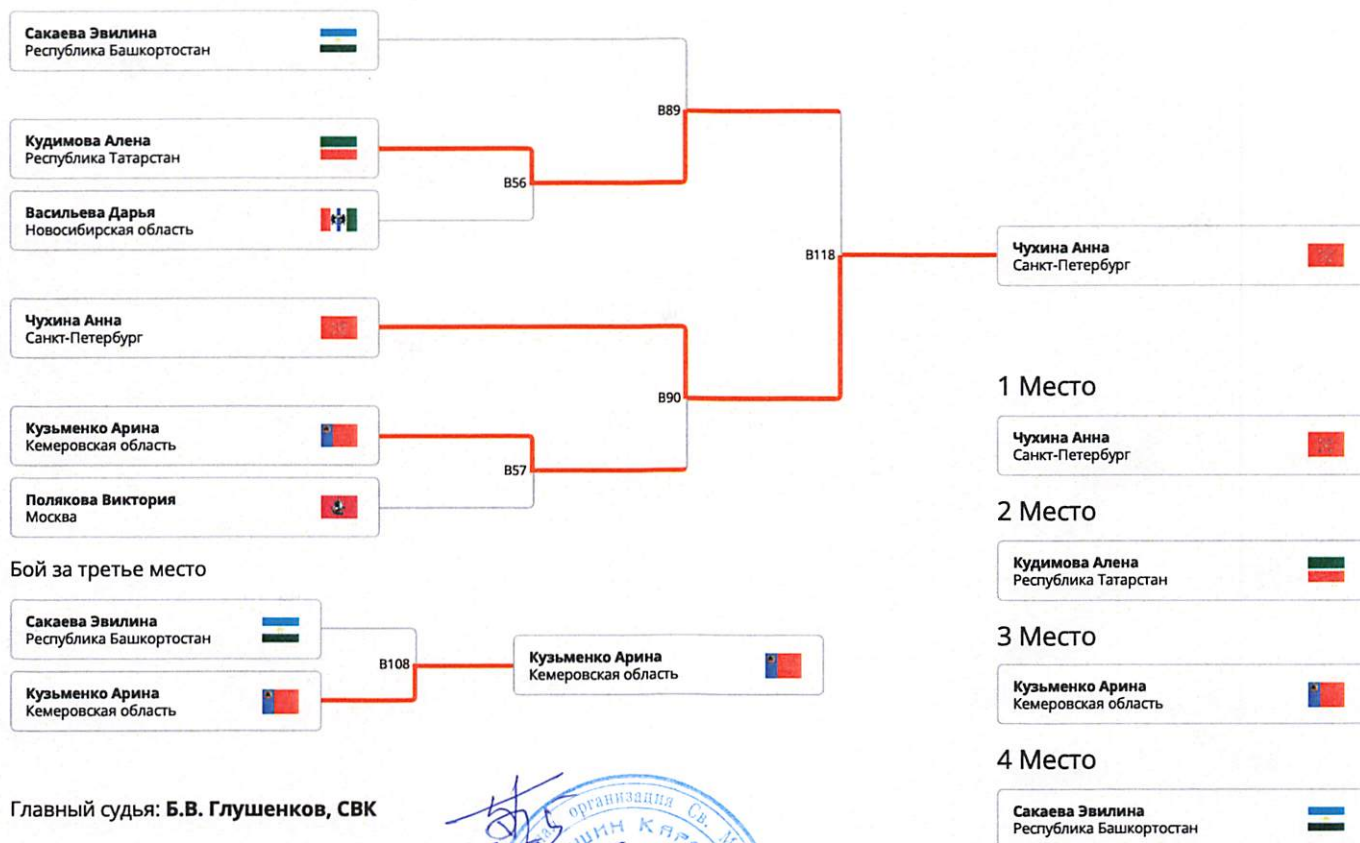 Сакаева Эвилина
Республика Башкортостан
Кудимова Алена
Республика Татарстан
Васильева Дарья
Новосибирская область
Чухина Анна
Санкт-Петербург
Кузьменко Арина
Кемеровская область
Полякова Виктория
Москва
B56
B57
B89
B90
B118
Чухина Анна
Санкт-Петербург
Бой за третье место
Сакаева Эвилина
Республика Башкортостан
Кузьменко Арина
Кемеровская область
B108
Кузьменко Арина
Кемеровская область
1 Место
Чухина Анна
Санкт-Петербург
2 Место
Кудимова Алена
Республика Татарстан
3 Место
Кузьменко Арина
Кемеровская область
4 Место
Сакаева Эвилина
Республика Башкортостан
Главный судья: Б.В. Глушенков, СВК
организация